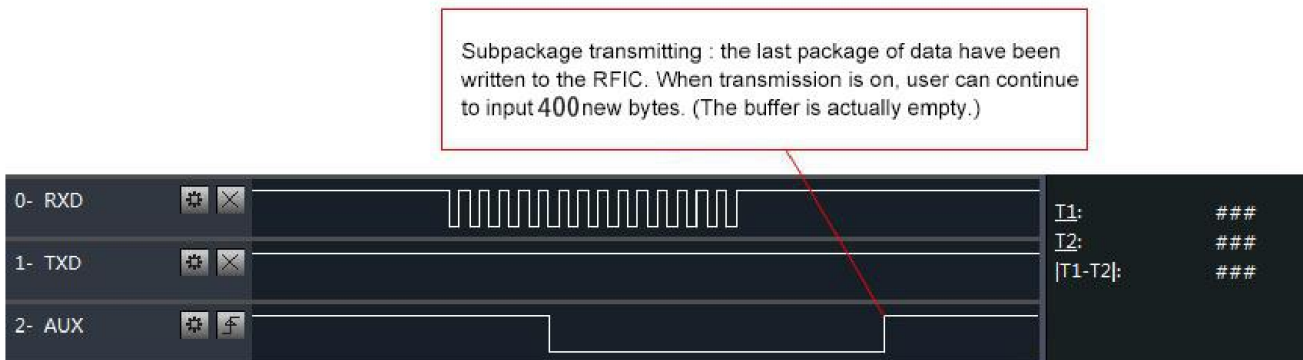 Subpackage transmitting : the last package of data have been
written to the RFIC. When transmission is on, user can continue
to input 400 new bytes. (The buffer is actually empty.)
0- RXD
1- TXD
2- AUX
T1: ###
T2: ###
|T1-T2|: ###